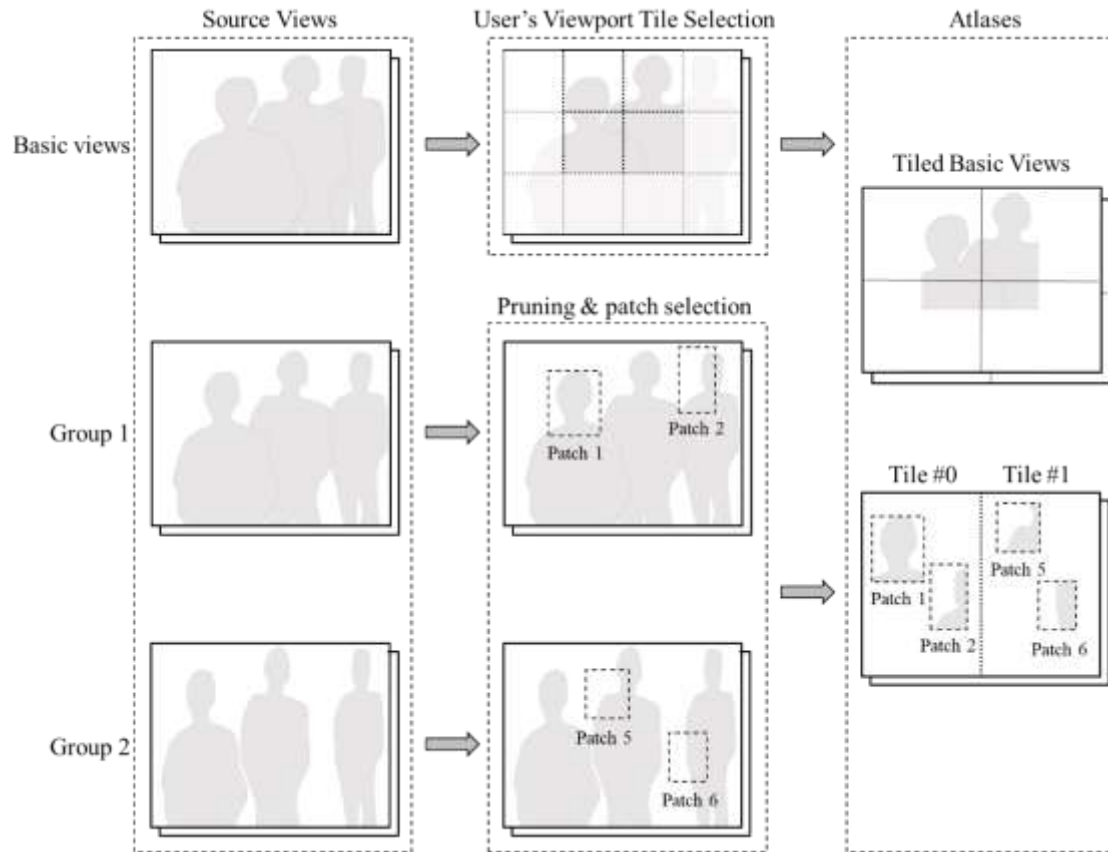 Source Views
User's Viewport Tile Selection
Atlases
Basic views
Tiled Basic Views
Pruning & patch selection
Group 1
Patch 1
Patch 2
Tile #0
Tile #1
Patch 1
Patch 2
Patch 5
Patch 6
Group 2
Patch 5
Patch 6